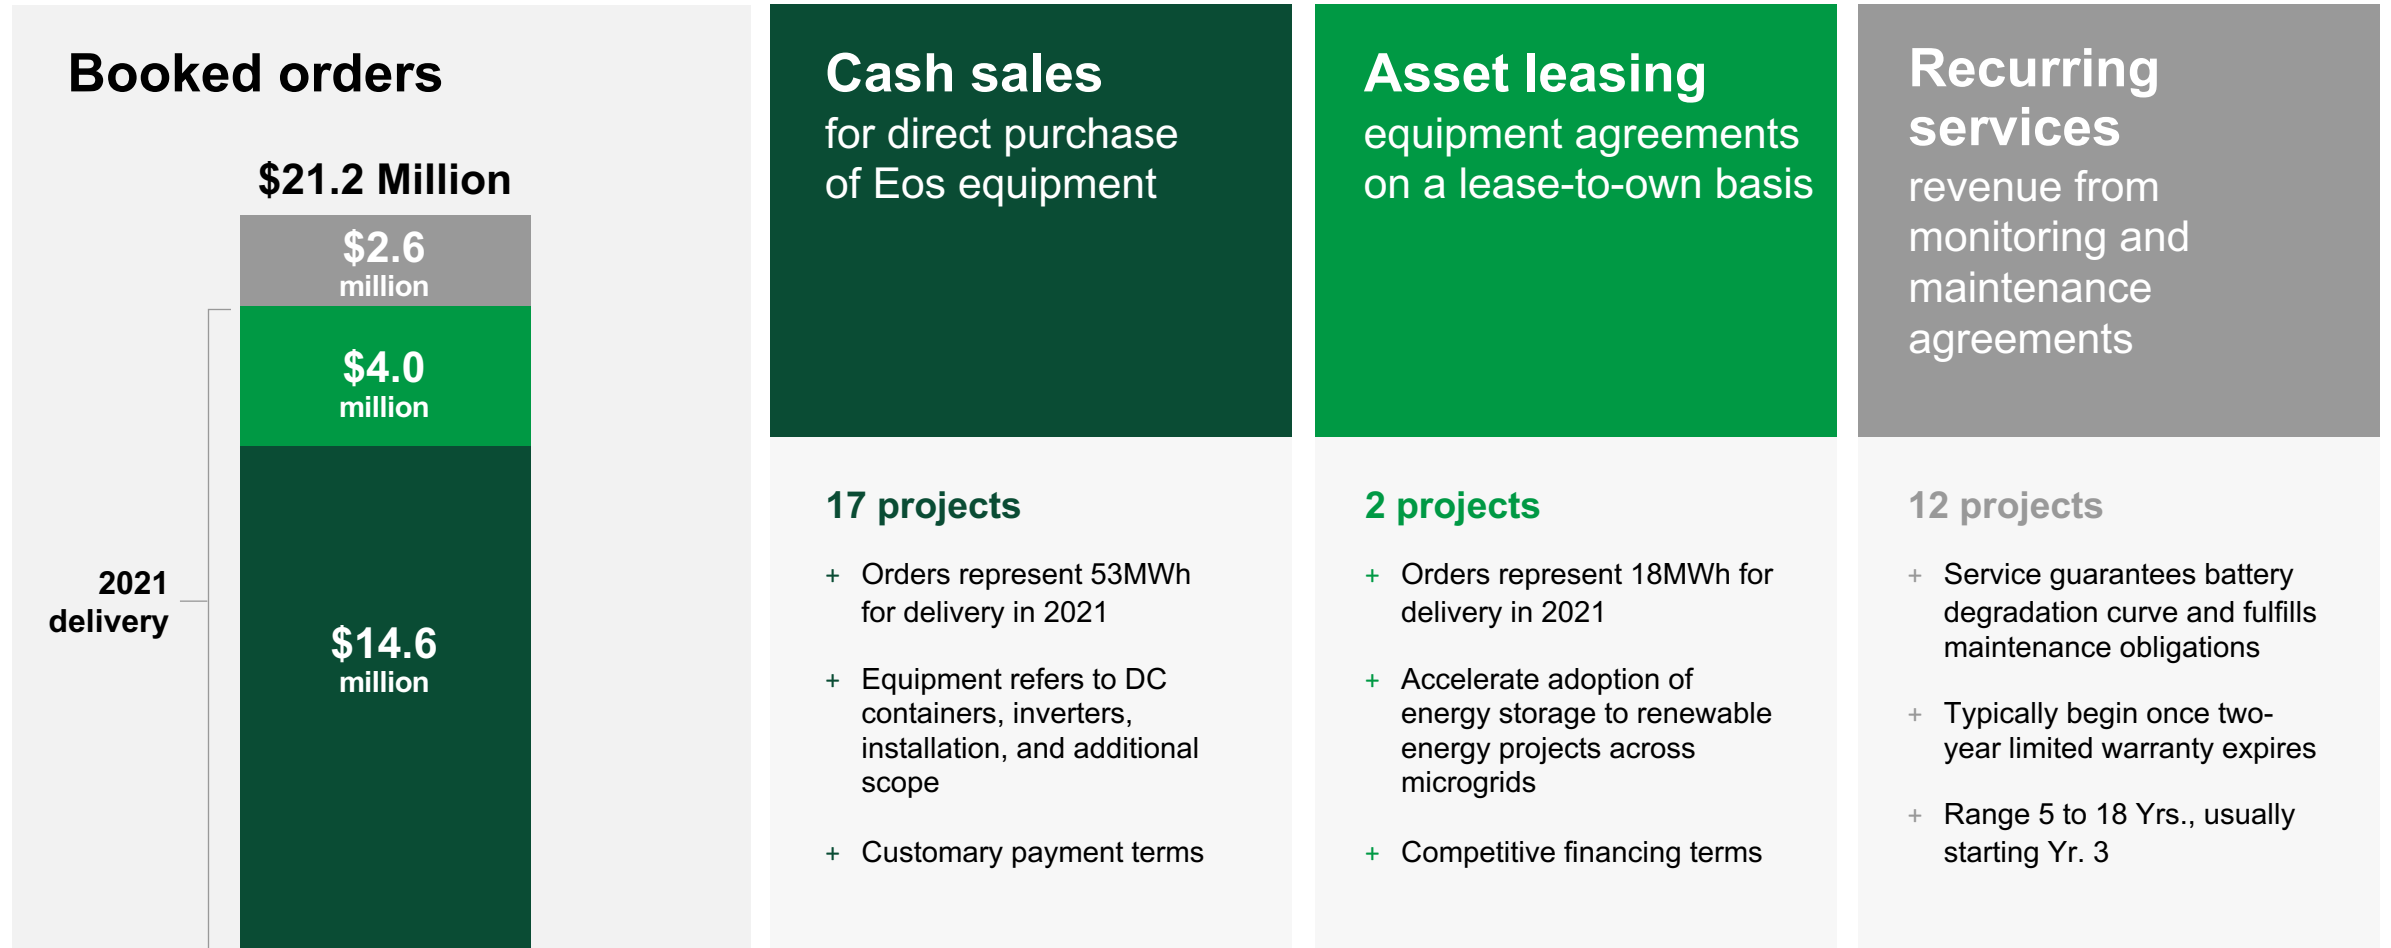 Booked orders
$21.2 Million
$2.6
million
$4.0
million
2021
delivery
$14.6
million
Cash sales
for direct purchase
of Eos equipment
17 projects
+ Orders represent 53MWh
for delivery in 2021
+ Equipment refers to DC
containers, inverters,
installation, and additional
scope
+ Customary payment terms
Asset leasing
equipment agreements
on a lease-to-own basis
2 projects
+ Orders represent 18MWh for
delivery in 2021
+ Accelerate adoption of
energy storage to renewable
energy projects across
microgrids
+ Competitive financing terms
Recurring
services
revenue from
monitoring and
maintenance
agreements
12 projects
+ Service guarantees battery
degradation curve and fulfills
maintenance obligations
+ Typically begin once two-
year limited warranty expires
+ Range 5 to 18 Yrs., usually
starting Yr. 3